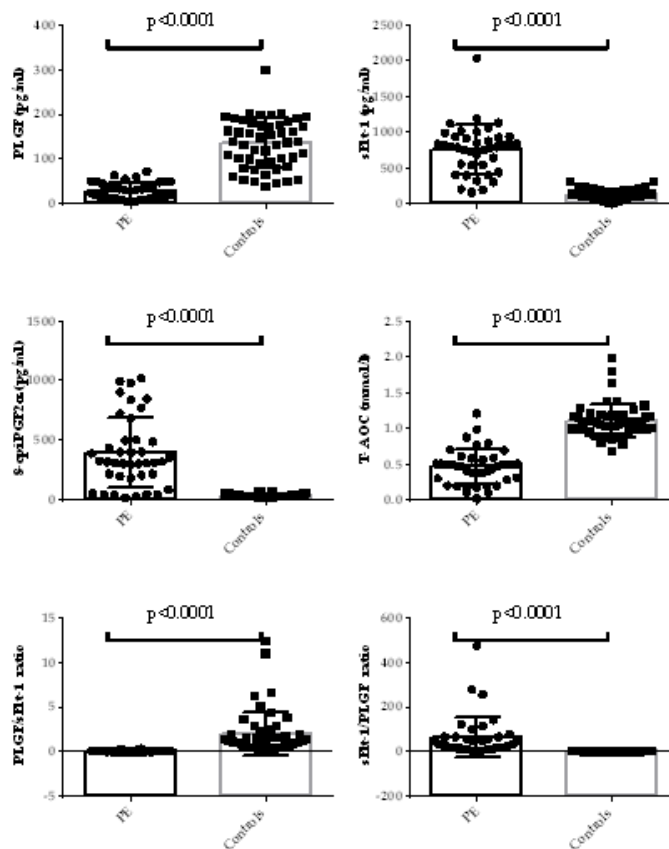 p<0.0001
PLGF (pg/ml)
400
300
200
100
0
PE
Controls
p<0.0001
sFlt-1 (pg/ml)
2500
2000
1500
1000
500
0
PE
Controls
p<0.0001
8-epiPGF2α (pg/ml)
1500
1000
500
0
PE
Controls
p<0.0001
T-AOC (mmol/l)
2.5
2.0
1.5
1.0
0.5
0.0
PE
Controls
p<0.0001
PLGF/sFlt-1 ratio
15
10
5
0
-5
PE
Controls
p<0.0001
sFlt-1/PLGF ratio
600
400
200
0
-200
PE
Controls